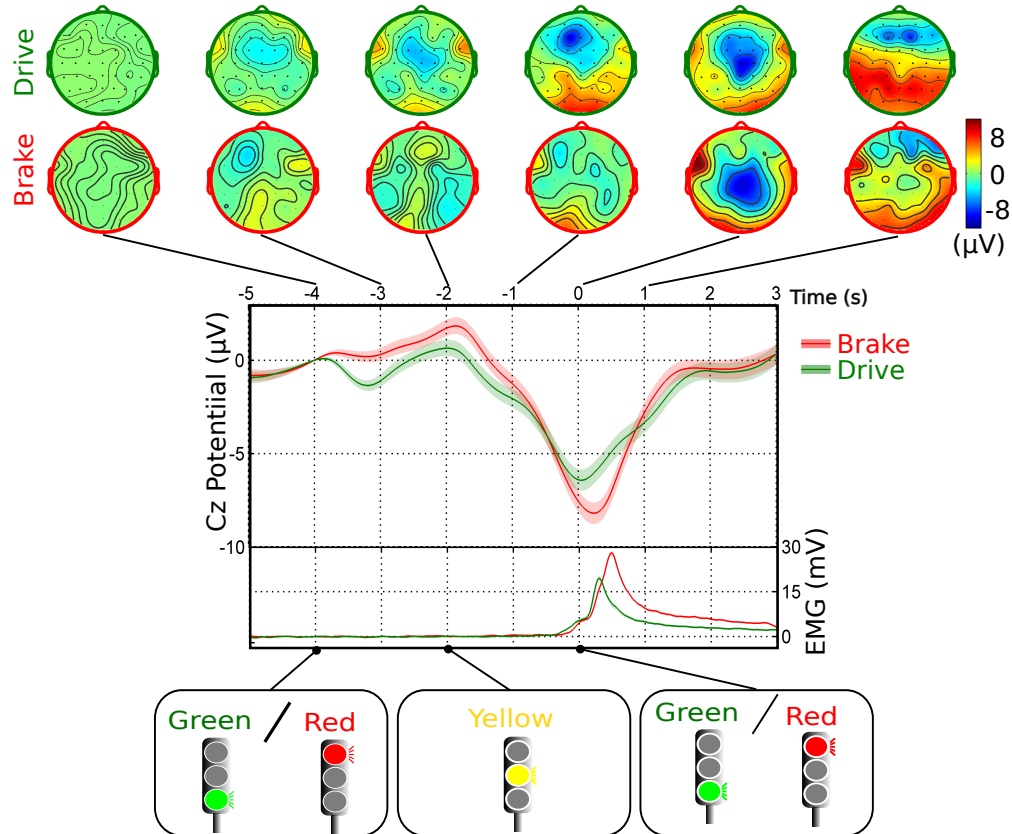 Drive
Brake
8
0
-8
(µV)
-5 -4 -3 -2 -1 0 1 2 3 Time (s)
Cz Potentiial (µV)
0
-5
-10
Brake
Drive
30
15
0
EMG (mV)
Green / Red
Yellow
Green / Red